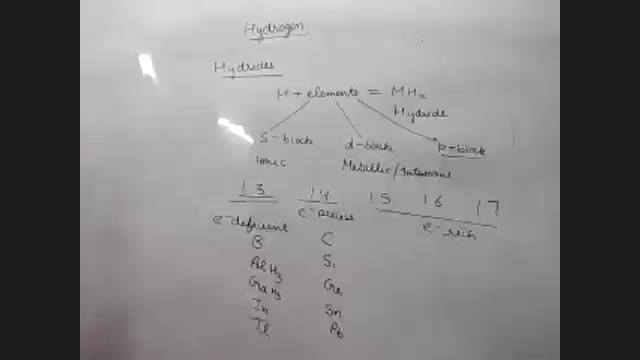 Hydrogen
Hydrides
H + elements = MHx
Hydride
S-block d-block p-block
Ionic Metallic/Interstitial
13 14 15 16 17
e-deficient e-precise e-rich
B C
AlH3 Si
GaH3 Ge
In Sn
Tl Pb